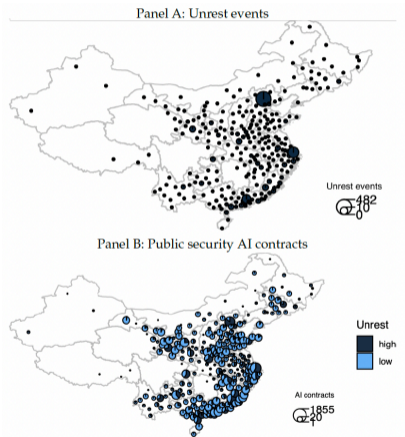 Panel A: Unrest events
Unrest events
482
10
0
Panel B: Public security AI contracts
Unrest
high
low
AI contracts
1855
20
1